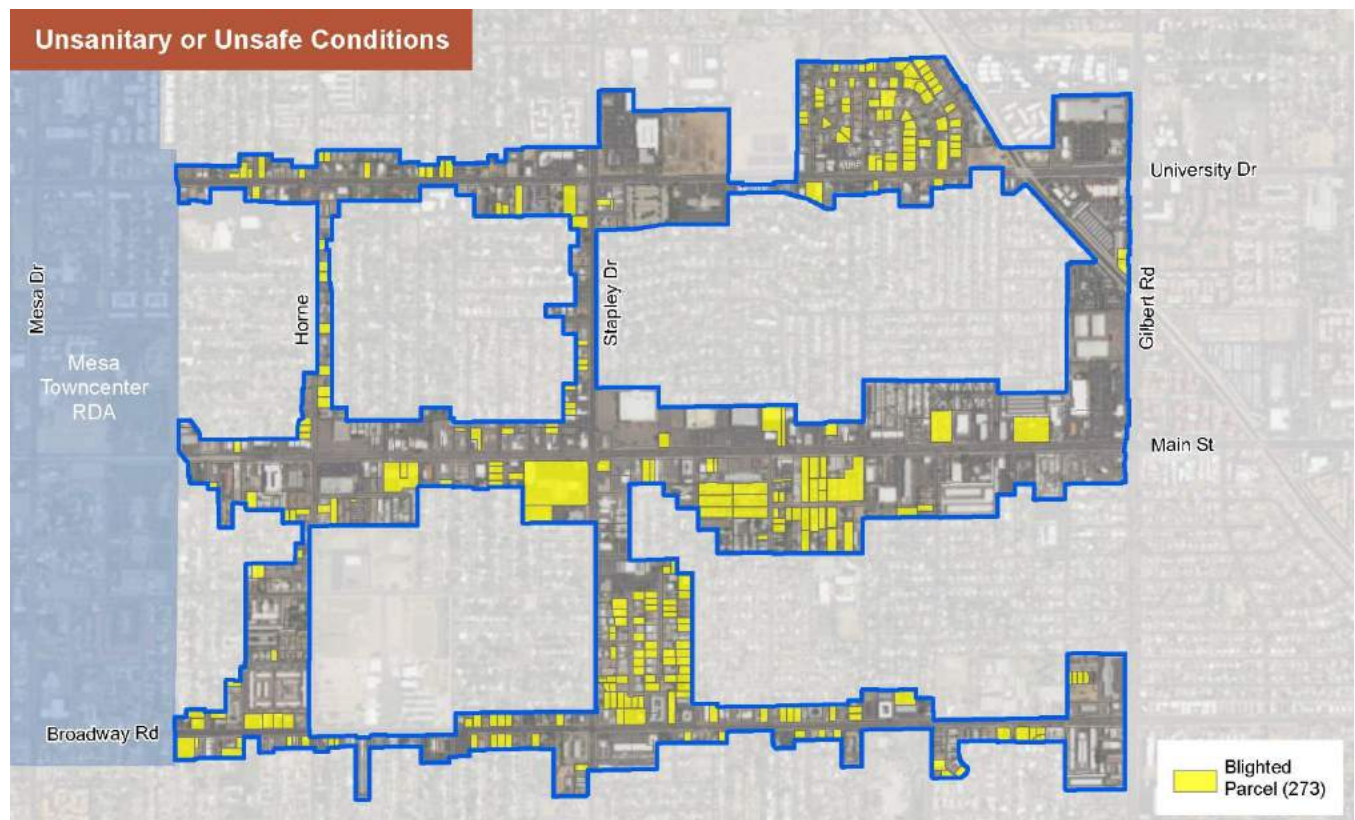 Unsanitary or Unsafe Conditions
University Dr
Mesa Dr
Horne
Stapley Dr
Gilbert Rd
Mesa
Towncenter
RDA
Main St
Broadway Rd
Blighted
Parcel (273)